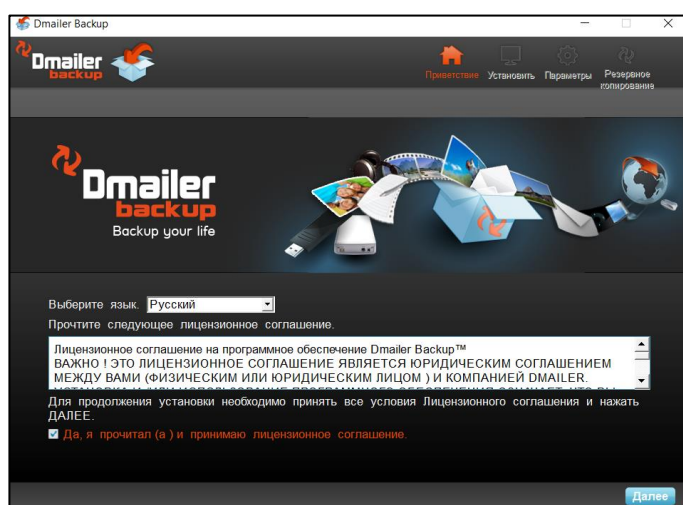 Dmailer Backup
Dmailer
backup
Приветствие
Установить
Параметры
Резервное
копирование
Dmailer
backup
Backup your life
Выберите язык. Русский
Прочтите следующее лицензионное соглашение.
Лицензионное соглашение на программное обеспечение Dmailer Backup™
ВАЖНО ! ЭТО ЛИЦЕНЗИОННОЕ СОГЛАШЕНИЕ ЯВЛЯЕТСЯ ЮРИДИЧЕСКИМ СОГЛАШЕНИЕМ
МЕЖДУ ВАМИ (ФИЗИЧЕСКИМ ИЛИ ЮРИДИЧЕСКИМ ЛИЦОМ ) И КОМПАНИЕЙ DMAILER.
Для продолжения установки необходимо принять все условия Лицензионного соглашения и нажать
ДАЛЕЕ.
Да, я прочитал (а ) и принимаю лицензионное соглашение.
Далее